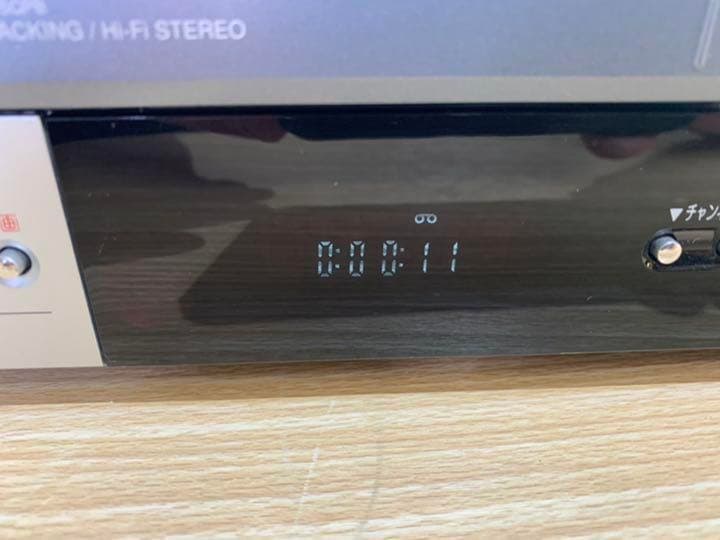 ACKING / Hi-Fi STEREO
0:00:11
▼チャン